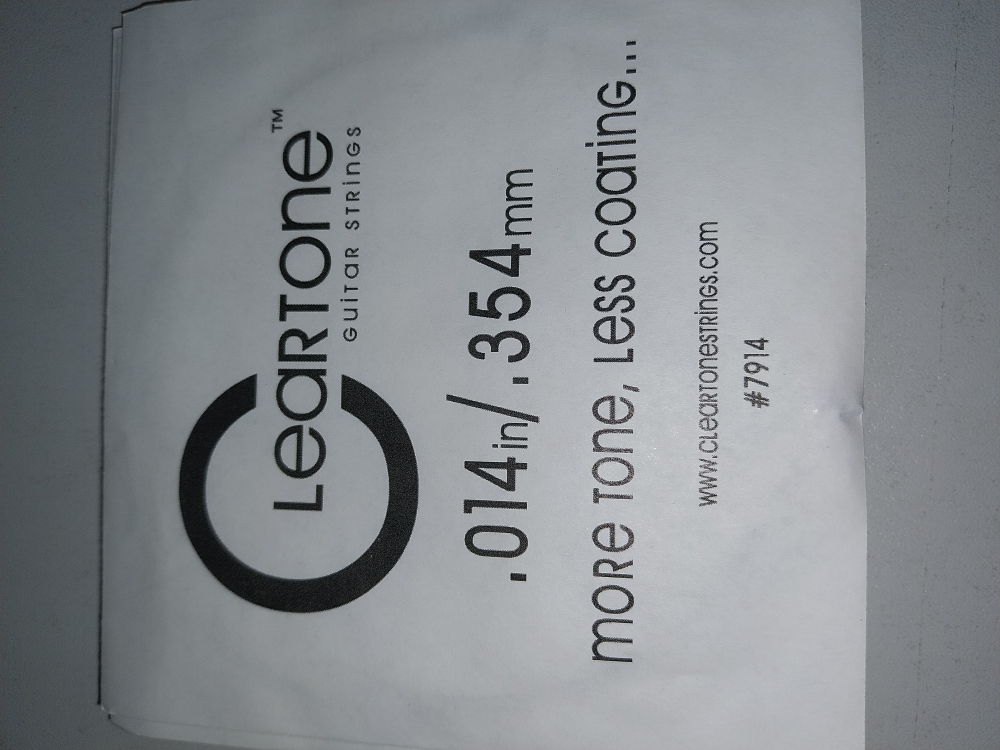 CLEARTONE™
GUITAR STRINGS
.014in/.354mm
MORE TONE, LESS COATING...
www.CLEARTONESTRINGS.com
#7914